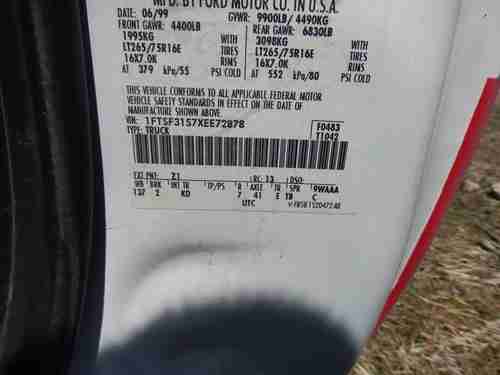 MFD. BY FORD MOTOR CO. IN U.S.A.
06/99 GVWR: 9900LB/ 4490KG
FRONT GAWR: 4400LB REAR GAWR: 6830LB
1995KG WITH 3098KG WITH
LT265/75R16E TIRES LT265/75R16E TIRES
16X7.0K RIMS 16X7.0K RIMS
AT 379 kPa/55 PSI COLD AT 552 kPa/80 PSI COLD
THIS VEHICLE CONFORMS TO ALL APPLICABLE FEDERAL MOTOR
VEHICLE SAFETY STANDARDS IN EFFECT ON THE DATE OF
MANUFACTURE SHOWN ABOVE.
VIN: 1FTSF31S7XEE72878 F0483
TYPE: TRUCK T1042
EXT PNT: Z1 RC: 13 DSO:
WB BRK INT TR TP/PS R AXLE TR SPR 9WAAA
137 2 KD 7 41 E TB C
UTC